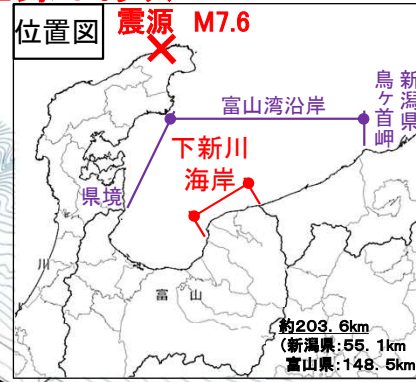 位置図
震源 M7.6
富山湾沿岸
新潟県
鳥ヶ首岬
下新川
海岸
県境
川
富 山
約203.6km
(新潟県:55.1km
富山県:148.5km